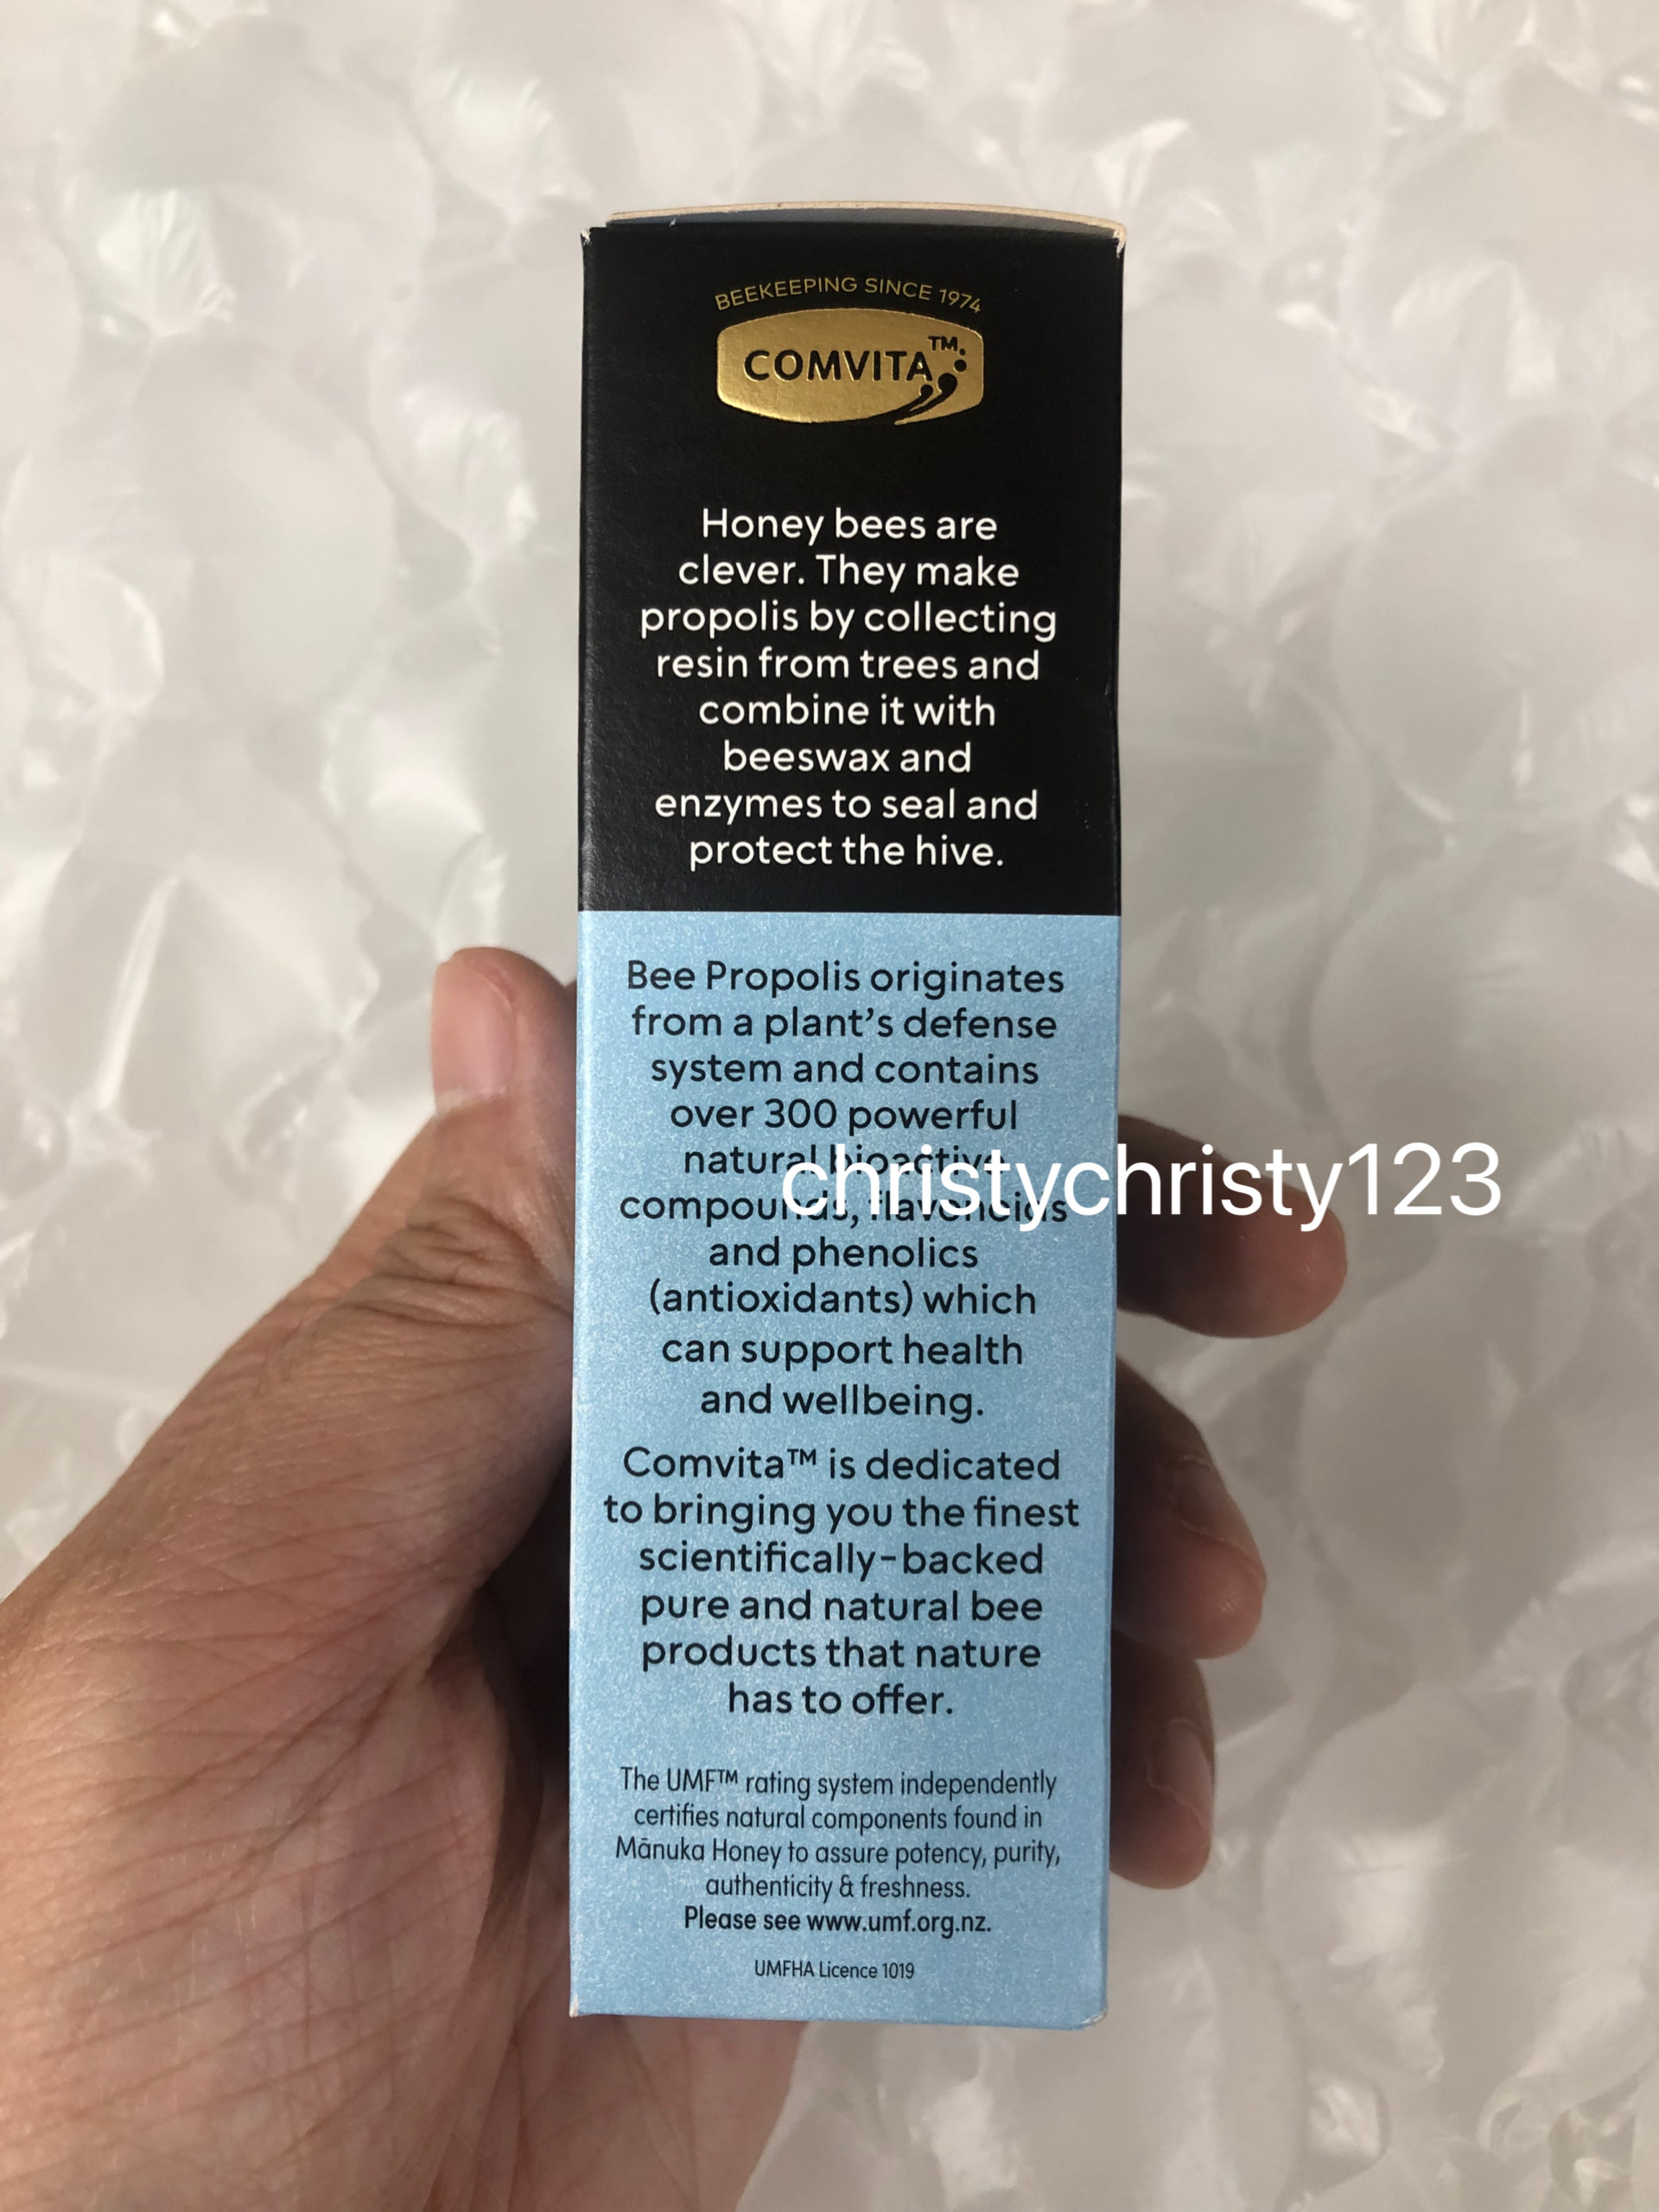 BEEKEEPING SINCE 1974
COMVITA™
Honey bees are
clever. They make
propolis by collecting
resin from trees and
combine it with
beeswax and
enzymes to seal and
protect the hive.
Bee Propolis originates
from a plant's defense
system and contains
over 300 powerful
natural bioactive
christychristy123
compounds, flavonoids
and phenolics
(antioxidants) which
can support health
and wellbeing.
Comvita™ is dedicated
to bringing you the finest
scientifically-backed
pure and natural bee
products that nature
has to offer.
The UMF™ rating system independently
certifies natural components found in
Mānuka Honey to assure potency, purity,
authenticity & freshness.
Please see www.umf.org.nz.
UMFHA Licence 1019